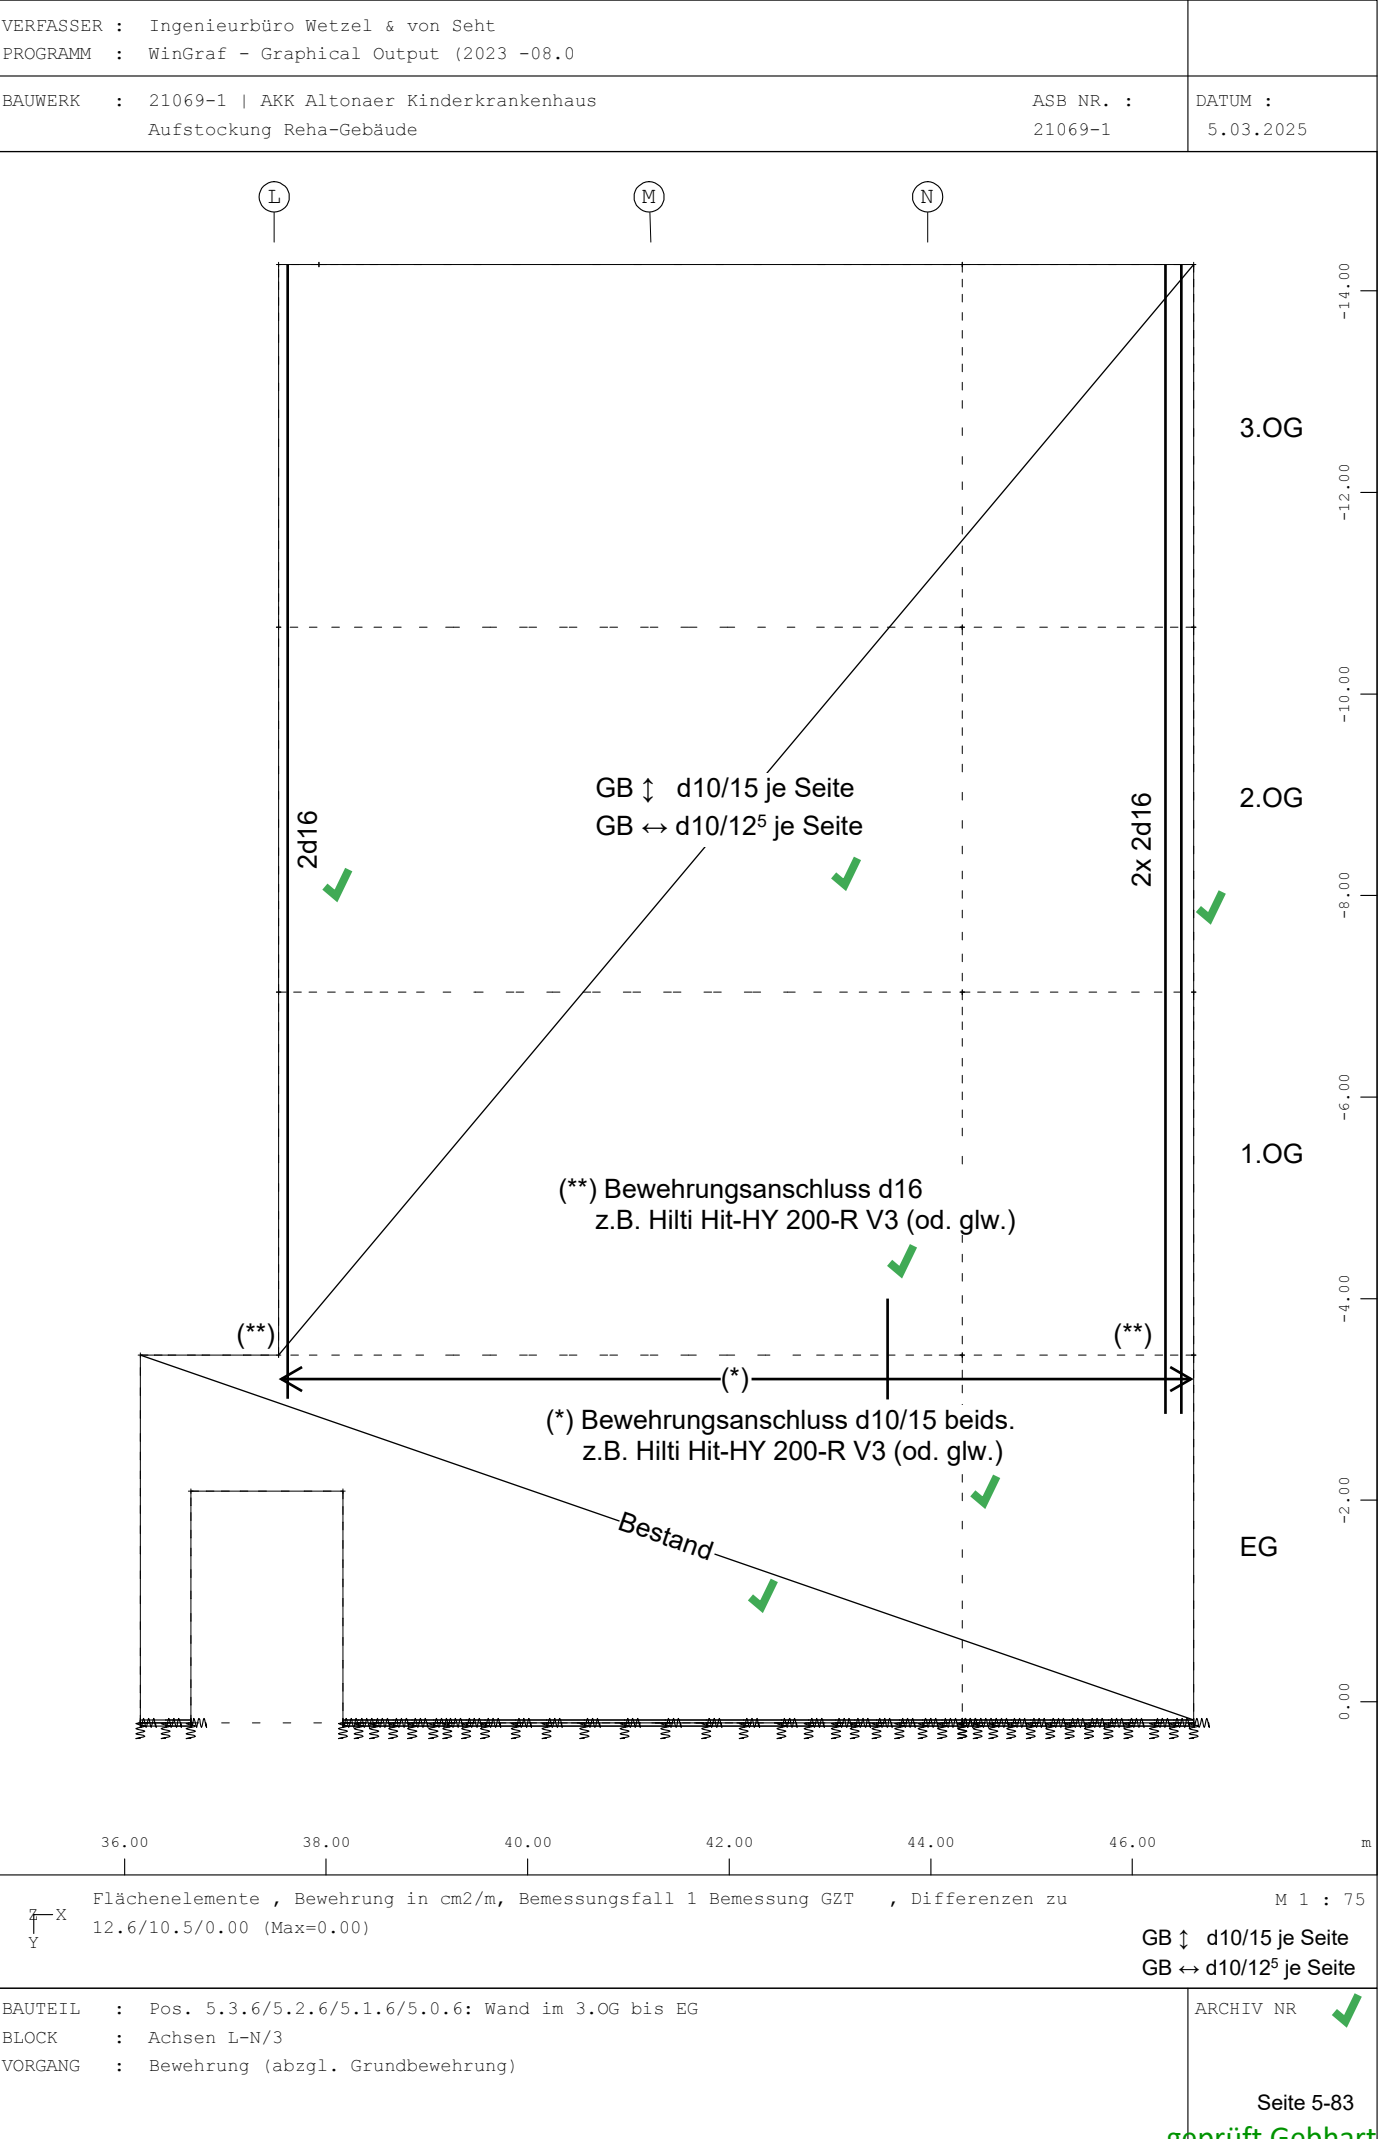 VERFASSER : Ingenieurbüro Wetzel & von Seht
PROGRAMM : WinGraf - Graphical Output (2023 -08.0
BAUWERK : 21069-1 | AKK Altonaer Kinderkrankenhaus
Aufstockung Reha-Gebäude
ASB NR. :
21069-1
DATUM :
5.03.2025
L
M
N
-14.00
3.OG
-12.00
-10.00
GB ↕ d10/15 je Seite
GB ↔ d10/12⁵ je Seite
2d16
2x 2d16
2.OG
-8.00
-6.00
1.OG
(**) Bewehrungsanschluss d16
z.B. Hilti Hit-HY 200-R V3 (od. glw.)
-4.00
(**)
(**)
(*)
(*) Bewehrungsanschluss d10/15 beids.
z.B. Hilti Hit-HY 200-R V3 (od. glw.)
-2.00
Bestand
EG
0.00
36.00 38.00 40.00 42.00 44.00 46.00 m
Z X
Y
Flächenelemente , Bewehrung in cm2/m, Bemessungsfall 1 Bemessung GZT , Differenzen zu
12.6/10.5/0.00 (Max=0.00)
M 1 : 75
GB ↕ d10/15 je Seite
GB ↔ d10/12⁵ je Seite
BAUTEIL : Pos. 5.3.6/5.2.6/5.1.6/5.0.6: Wand im 3.OG bis EG
BLOCK : Achsen L-N/3
VORGANG : Bewehrung (abzgl. Grundbewehrung)
ARCHIV NR
Seite 5-83
geprüft Gebhart